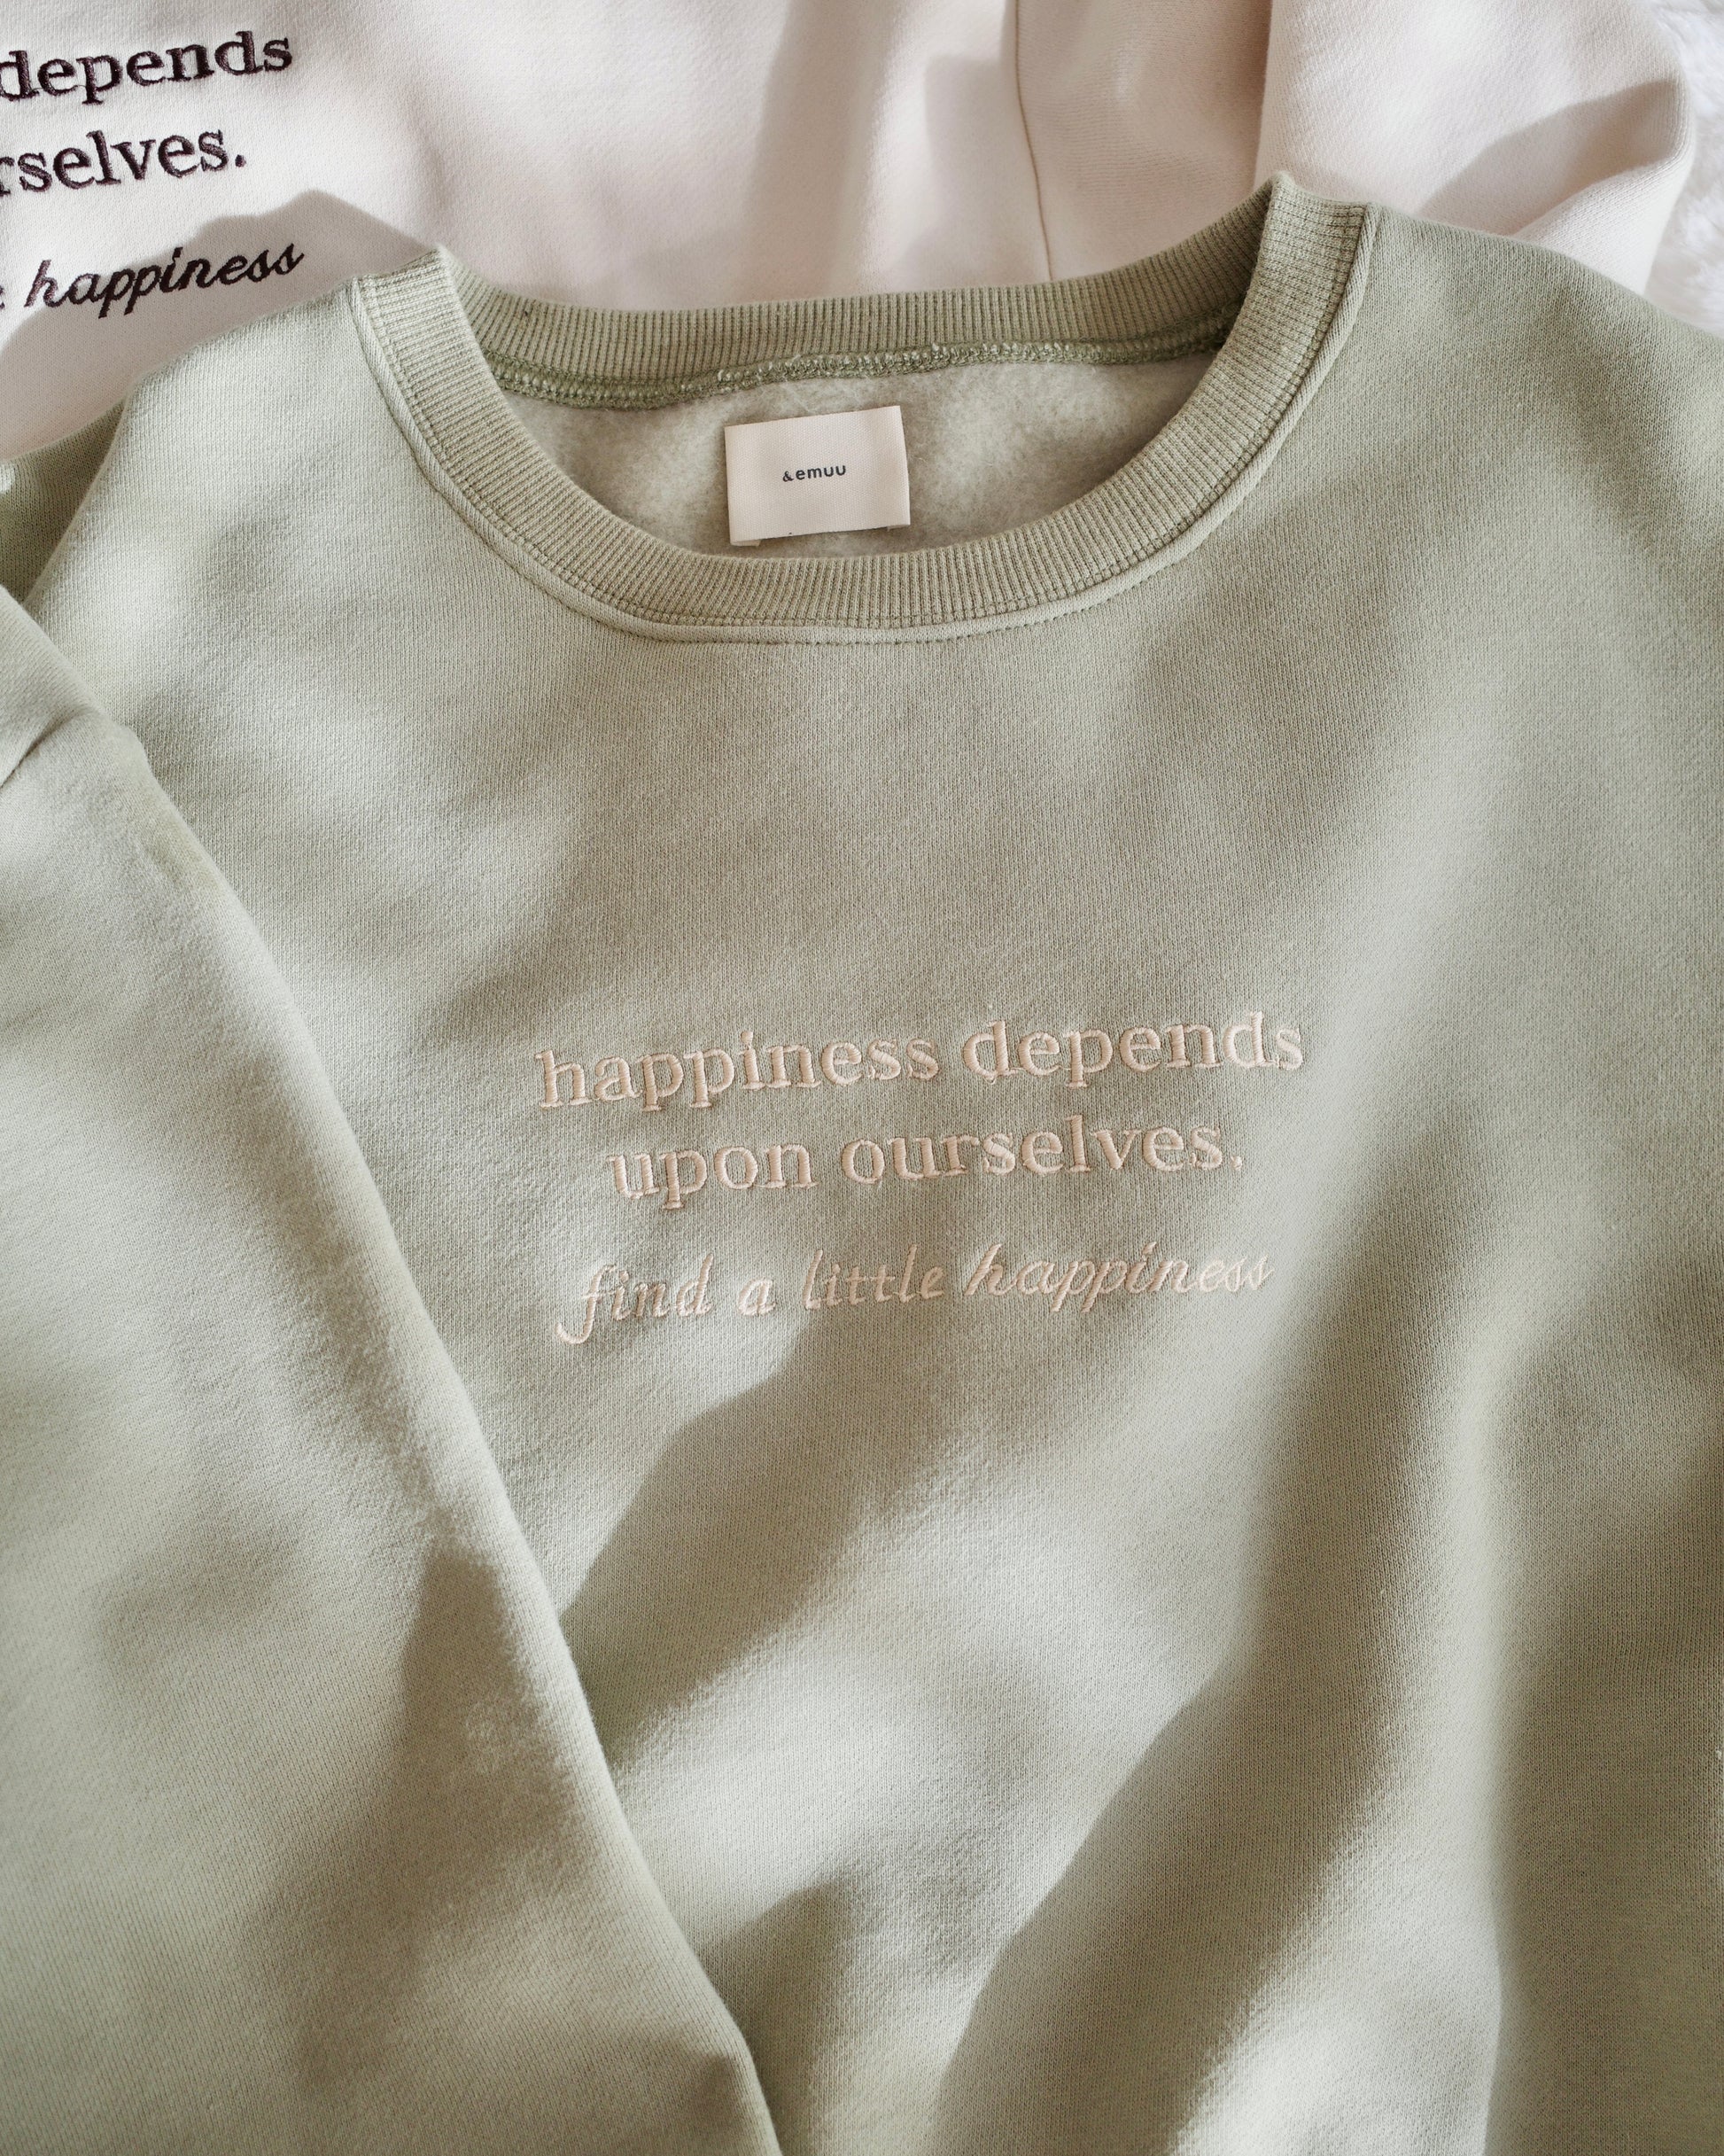 depends
rselves.
happiness
&emuu
happiness depends
upon ourselves.
find a little happiness